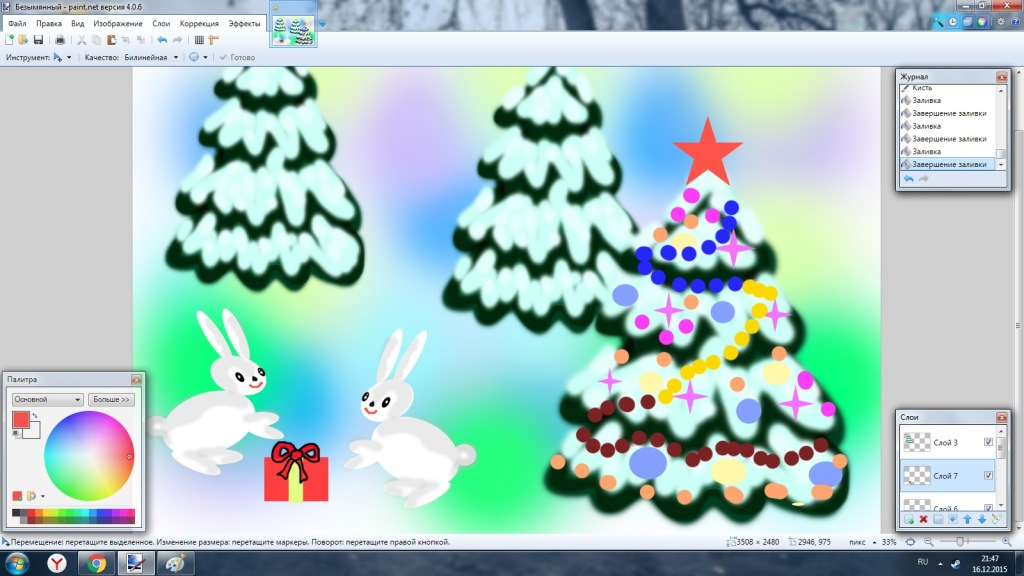 Безымянный - paint.net версия 4.0.6
Файл Правка Вид Изображение Слои Коррекция Эффекты
Инструмент: Качество: Билинейная Готово
Журнал
Кисть
Заливка
Завершение заливки
Заливка
Завершение заливки
Заливка
Завершение заливки
Палитра
Основной Больше >>
Слои
Слой 3
Слой 7
Слой 6
Перемещение: перетащите выделенное. Изменение размера: перетащите маркеры. Поворот: перетащите правой кнопкой. 3508 × 2480 2946, 975 пикс 33%
RU 21:47
16.12.2015